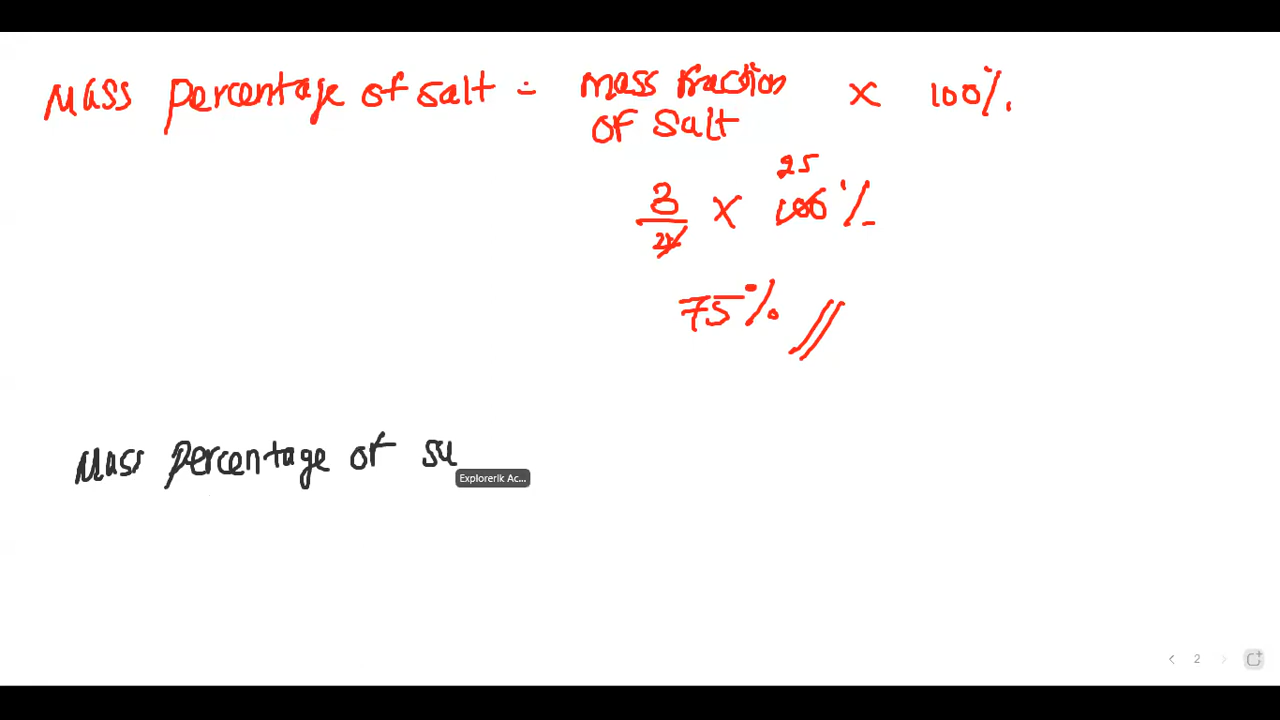 Mass percentage of salt = mass fraction of salt × 100%
3/4 × 100% 25
75% //
Mass percentage of su
Explorerik Ac...
2